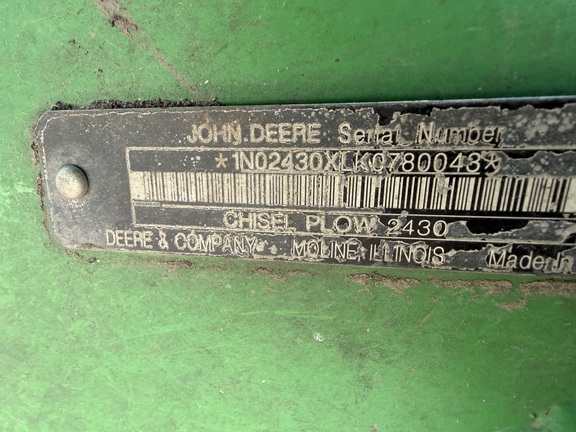 JOHN DEERE Serial Number
*1N02430XLK0780043*
CHISEL PLOW 2430
DEERE & COMPANY MOLINE, ILLINOIS Made In